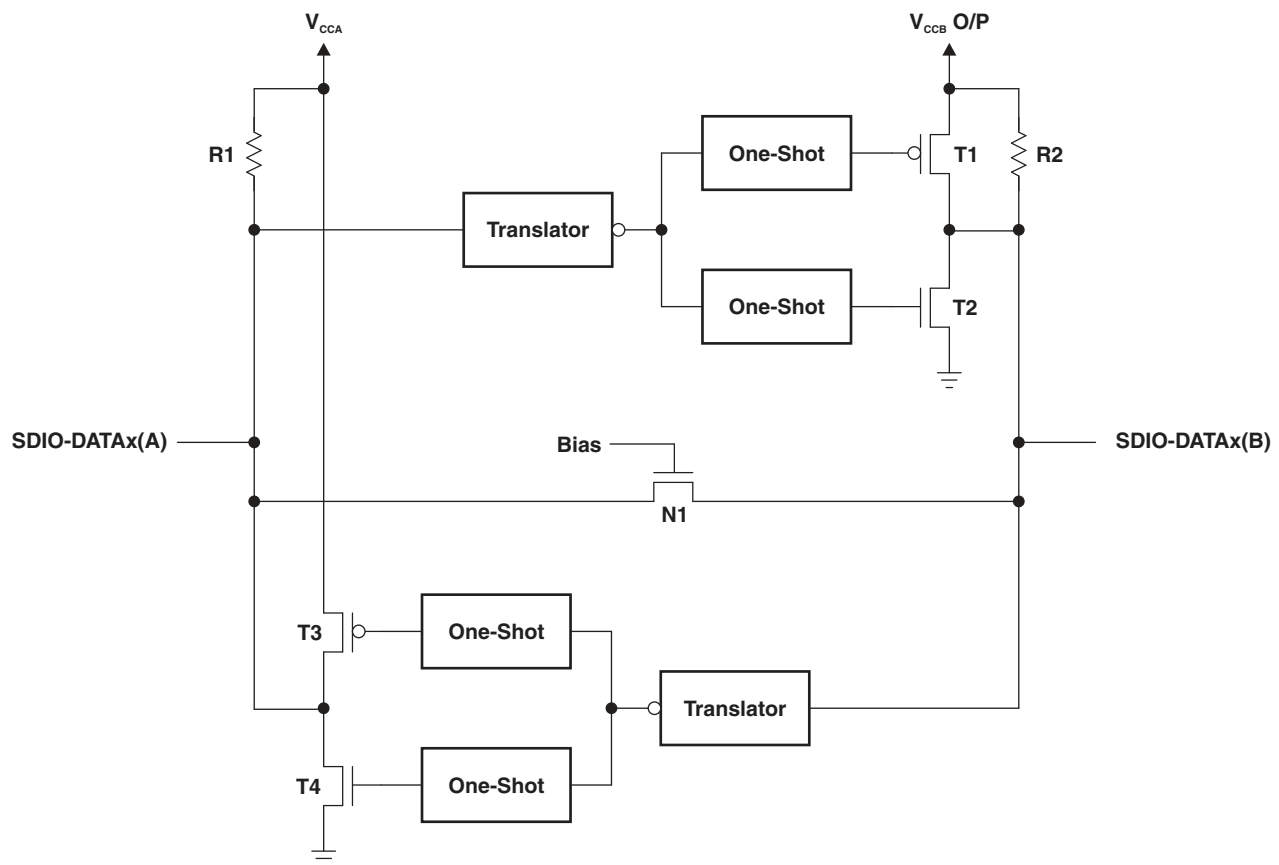 VCCA
VCCB O/P
R1
One-Shot
T1
R2
Translator
One-Shot
T2
SDIO-DATAx(A)
Bias
SDIO-DATAx(B)
N1
T3
One-Shot
Translator
T4
One-Shot